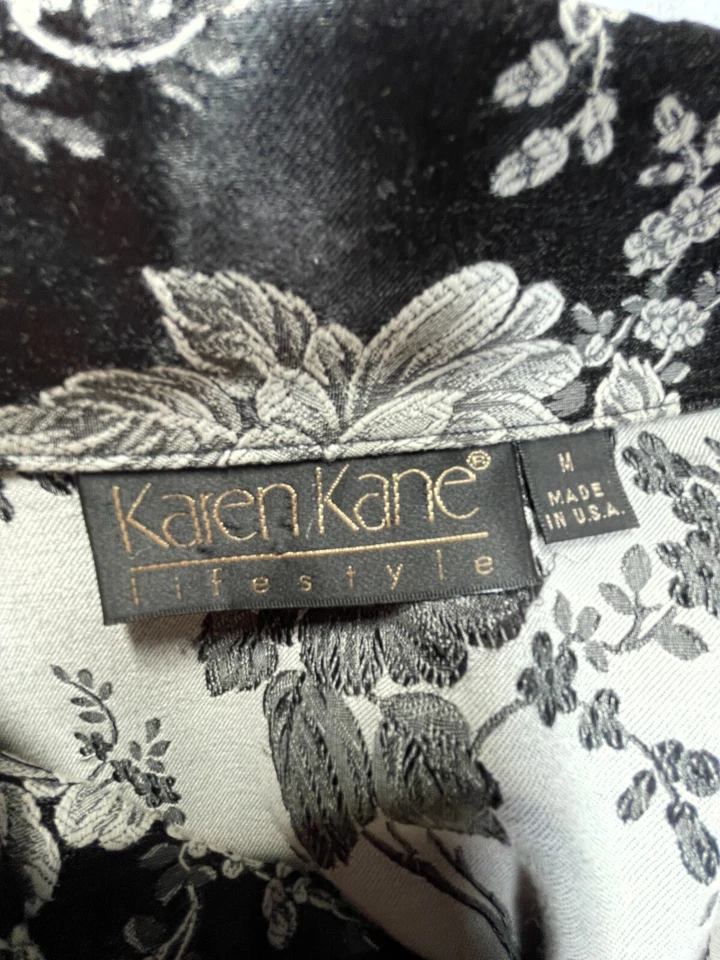 Karen Kane®
lifestyle
M
MADE
IN U.S.A.